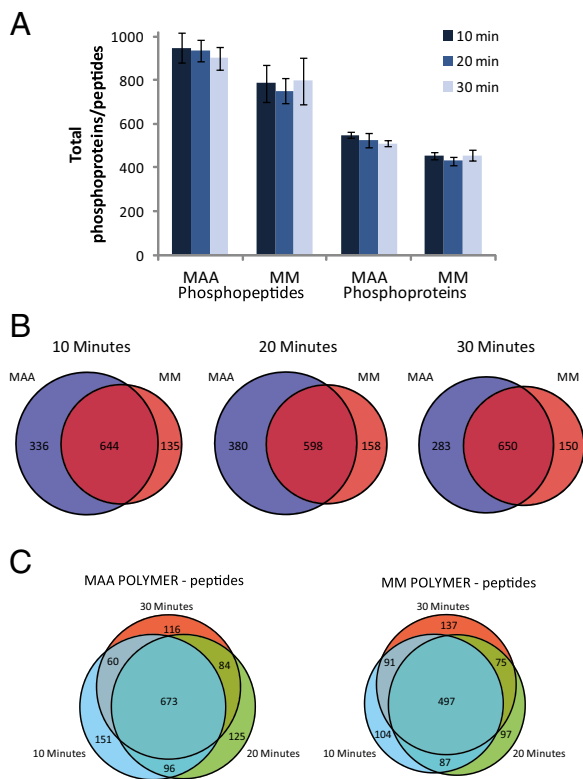 A
Total
phosphoproteins/peptides
1000
800
600
400
200
0
10 min
20 min
30 min
MAA MM MAA MM
Phosphopeptides Phosphoproteins
B
10 Minutes 20 Minutes 30 Minutes
MAA MM MAA MM MAA MM
336 644 135 380 598 158 283 650 150
C
MAA POLYMER - peptides MM POLYMER - peptides
30 Minutes 30 Minutes
116 137
60 84 91 75
673 497
151 125 104 97
10 Minutes 96 20 Minutes 10 Minutes 87 20 Minutes